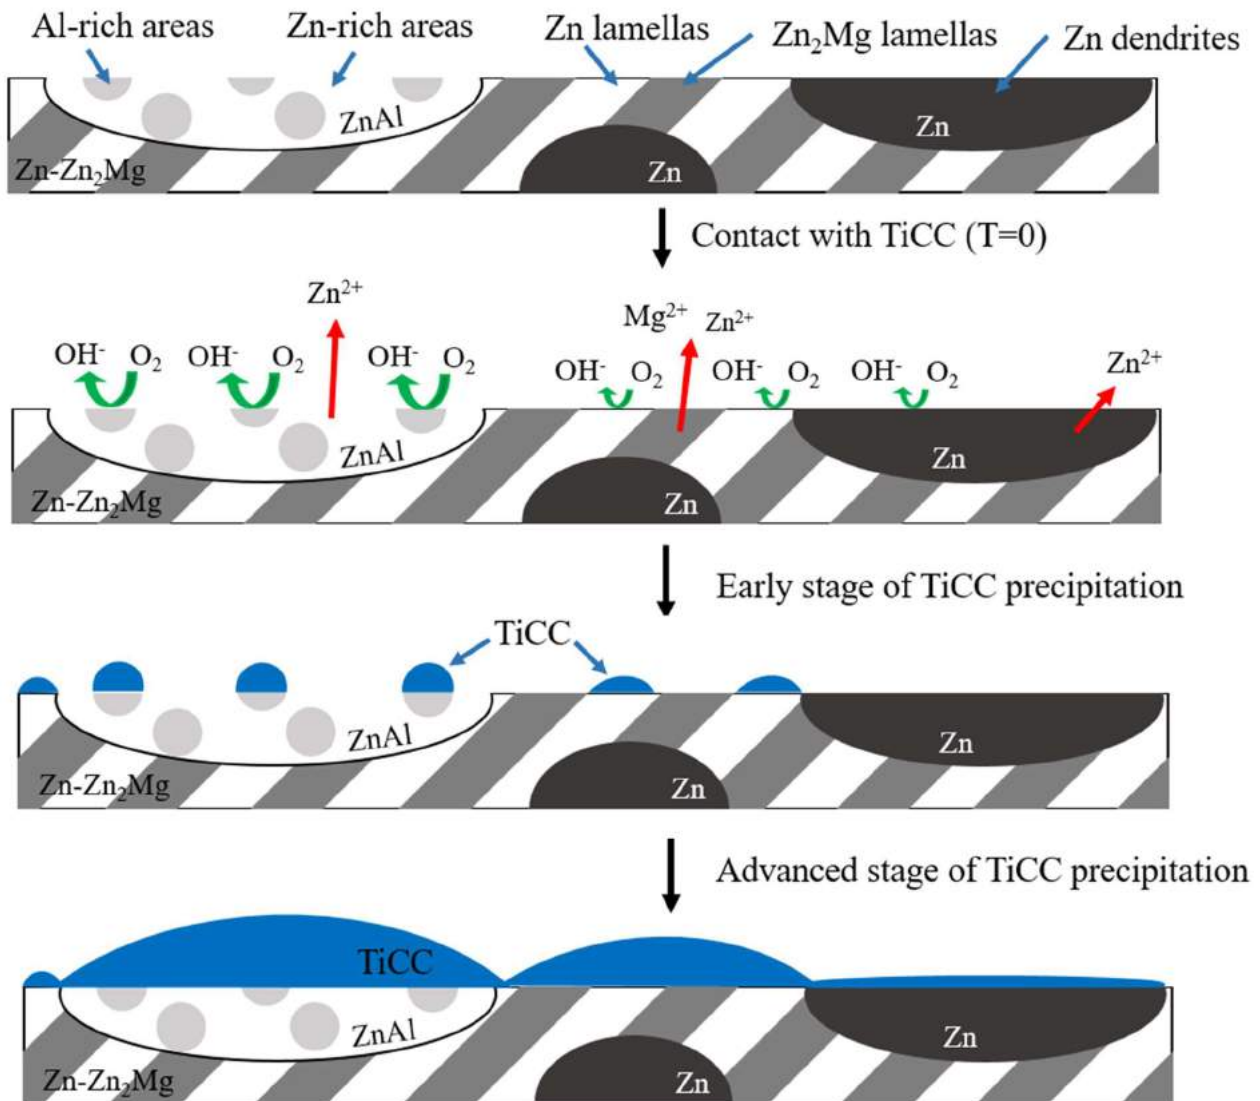 Al-rich areas
Zn-rich areas
Zn lamellas
Zn₂Mg lamellas
Zn dendrites
ZnAl
Zn
Zn-Zn₂Mg
Zn
Contact with TiCC (T=0)
Zn²⁺
Mg²⁺ Zn²⁺
OH⁻ O₂ OH⁻ O₂ OH⁻ O₂ OH⁻ O₂ OH⁻ O₂ OH⁻ O₂ Zn²⁺
ZnAl
Zn
Zn-Zn₂Mg
Zn
Early stage of TiCC precipitation
TiCC
ZnAl
Zn
Zn-Zn₂Mg
Zn
Advanced stage of TiCC precipitation
TiCC
ZnAl
Zn
Zn-Zn₂Mg
Zn